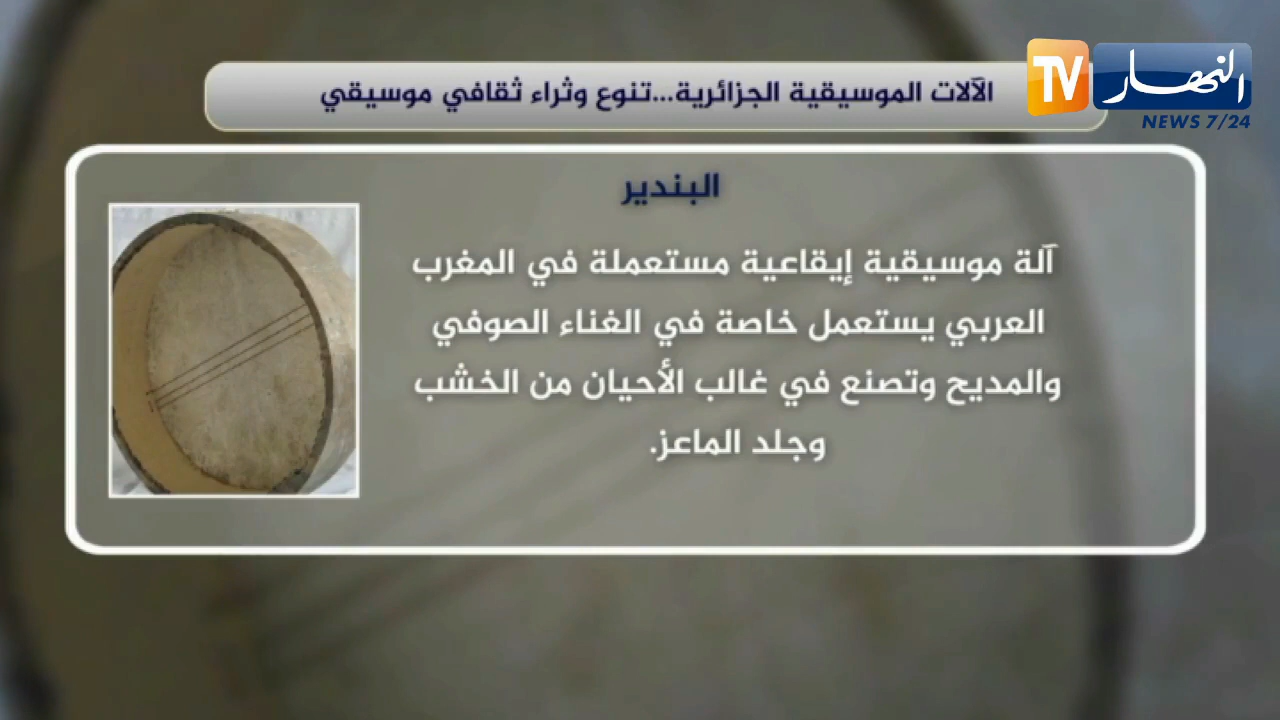 الآلات الموسيقية الجزائرية...تنوع وثراء ثقافي موسيقي
النهار TV
NEWS 7/24
البندير
آلة موسيقية إيقاعية مستعملة في المغرب
العربي يستعمل خاصة في الغناء الصوفي
والمديح وتصنع في غالب الأحيان من الخشب
وجلد الماعز.